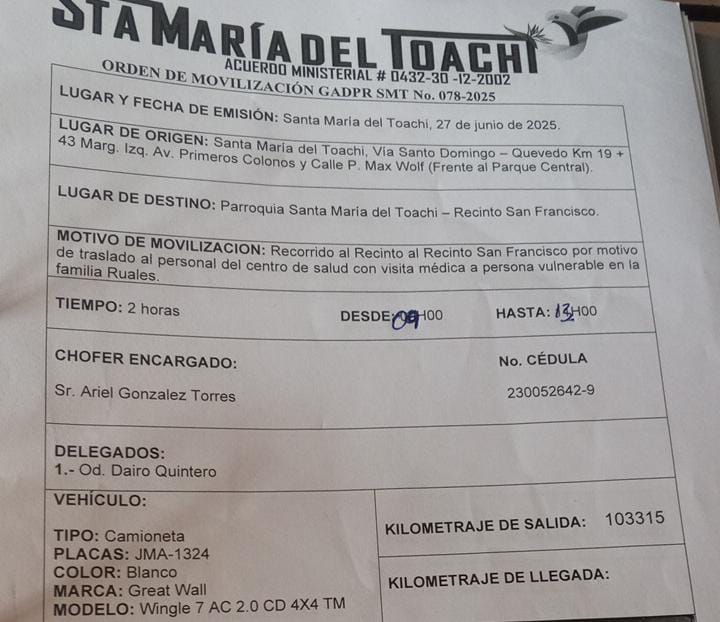 STA MARÍA DEL TOACHI
ACUERDO MINISTERIAL # 0432-30 -12-2002
ORDEN DE MOVILIZACIÓN GADPR SMT No. 078-2025
LUGAR Y FECHA DE EMISIÓN: Santa María del Toachi, 27 de junio de 2025.
LUGAR DE ORIGEN: Santa María del Toachi, Vía Santo Domingo – Quevedo Km 19 +
43 Marg. Izq. Av. Primeros Colonos y Calle P. Max Wolf (Frente al Parque Central).
LUGAR DE DESTINO: Parroquia Santa María del Toachi – Recinto San Francisco.
MOTIVO DE MOVILIZACION: Recorrido al Recinto al Recinto San Francisco por motivo
de traslado al personal del centro de salud con visita médica a persona vulnerable en la
familia Ruales.
TIEMPO: 2 horas DESDE: 09H00 HASTA: 13H00
CHOFER ENCARGADO: No. CÉDULA
Sr. Ariel Gonzalez Torres 230052642-9
DELEGADOS:
1.- Od. Dairo Quintero
VEHÍCULO:
KILOMETRAJE DE SALIDA: 103315
TIPO: Camioneta
PLACAS: JMA-1324
COLOR: Blanco
KILOMETRAJE DE LLEGADA:
MARCA: Great Wall
MODELO: Wingle 7 AC 2.0 CD 4X4 TM